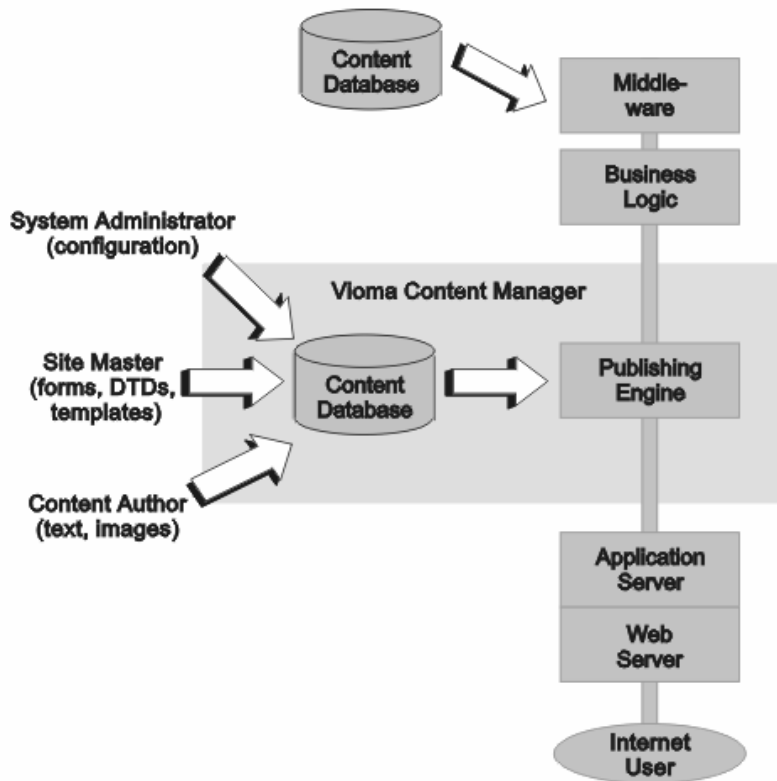 Content
Database
Middle-
ware
Business
Logic
System Administrator
(configuration)
Vioma Content Manager
Site Master
(forms, DTDs,
templates)
Content
Database
Publishing
Engine
Content Author
(text, images)
Application
Server
Web
Server
Internet
User